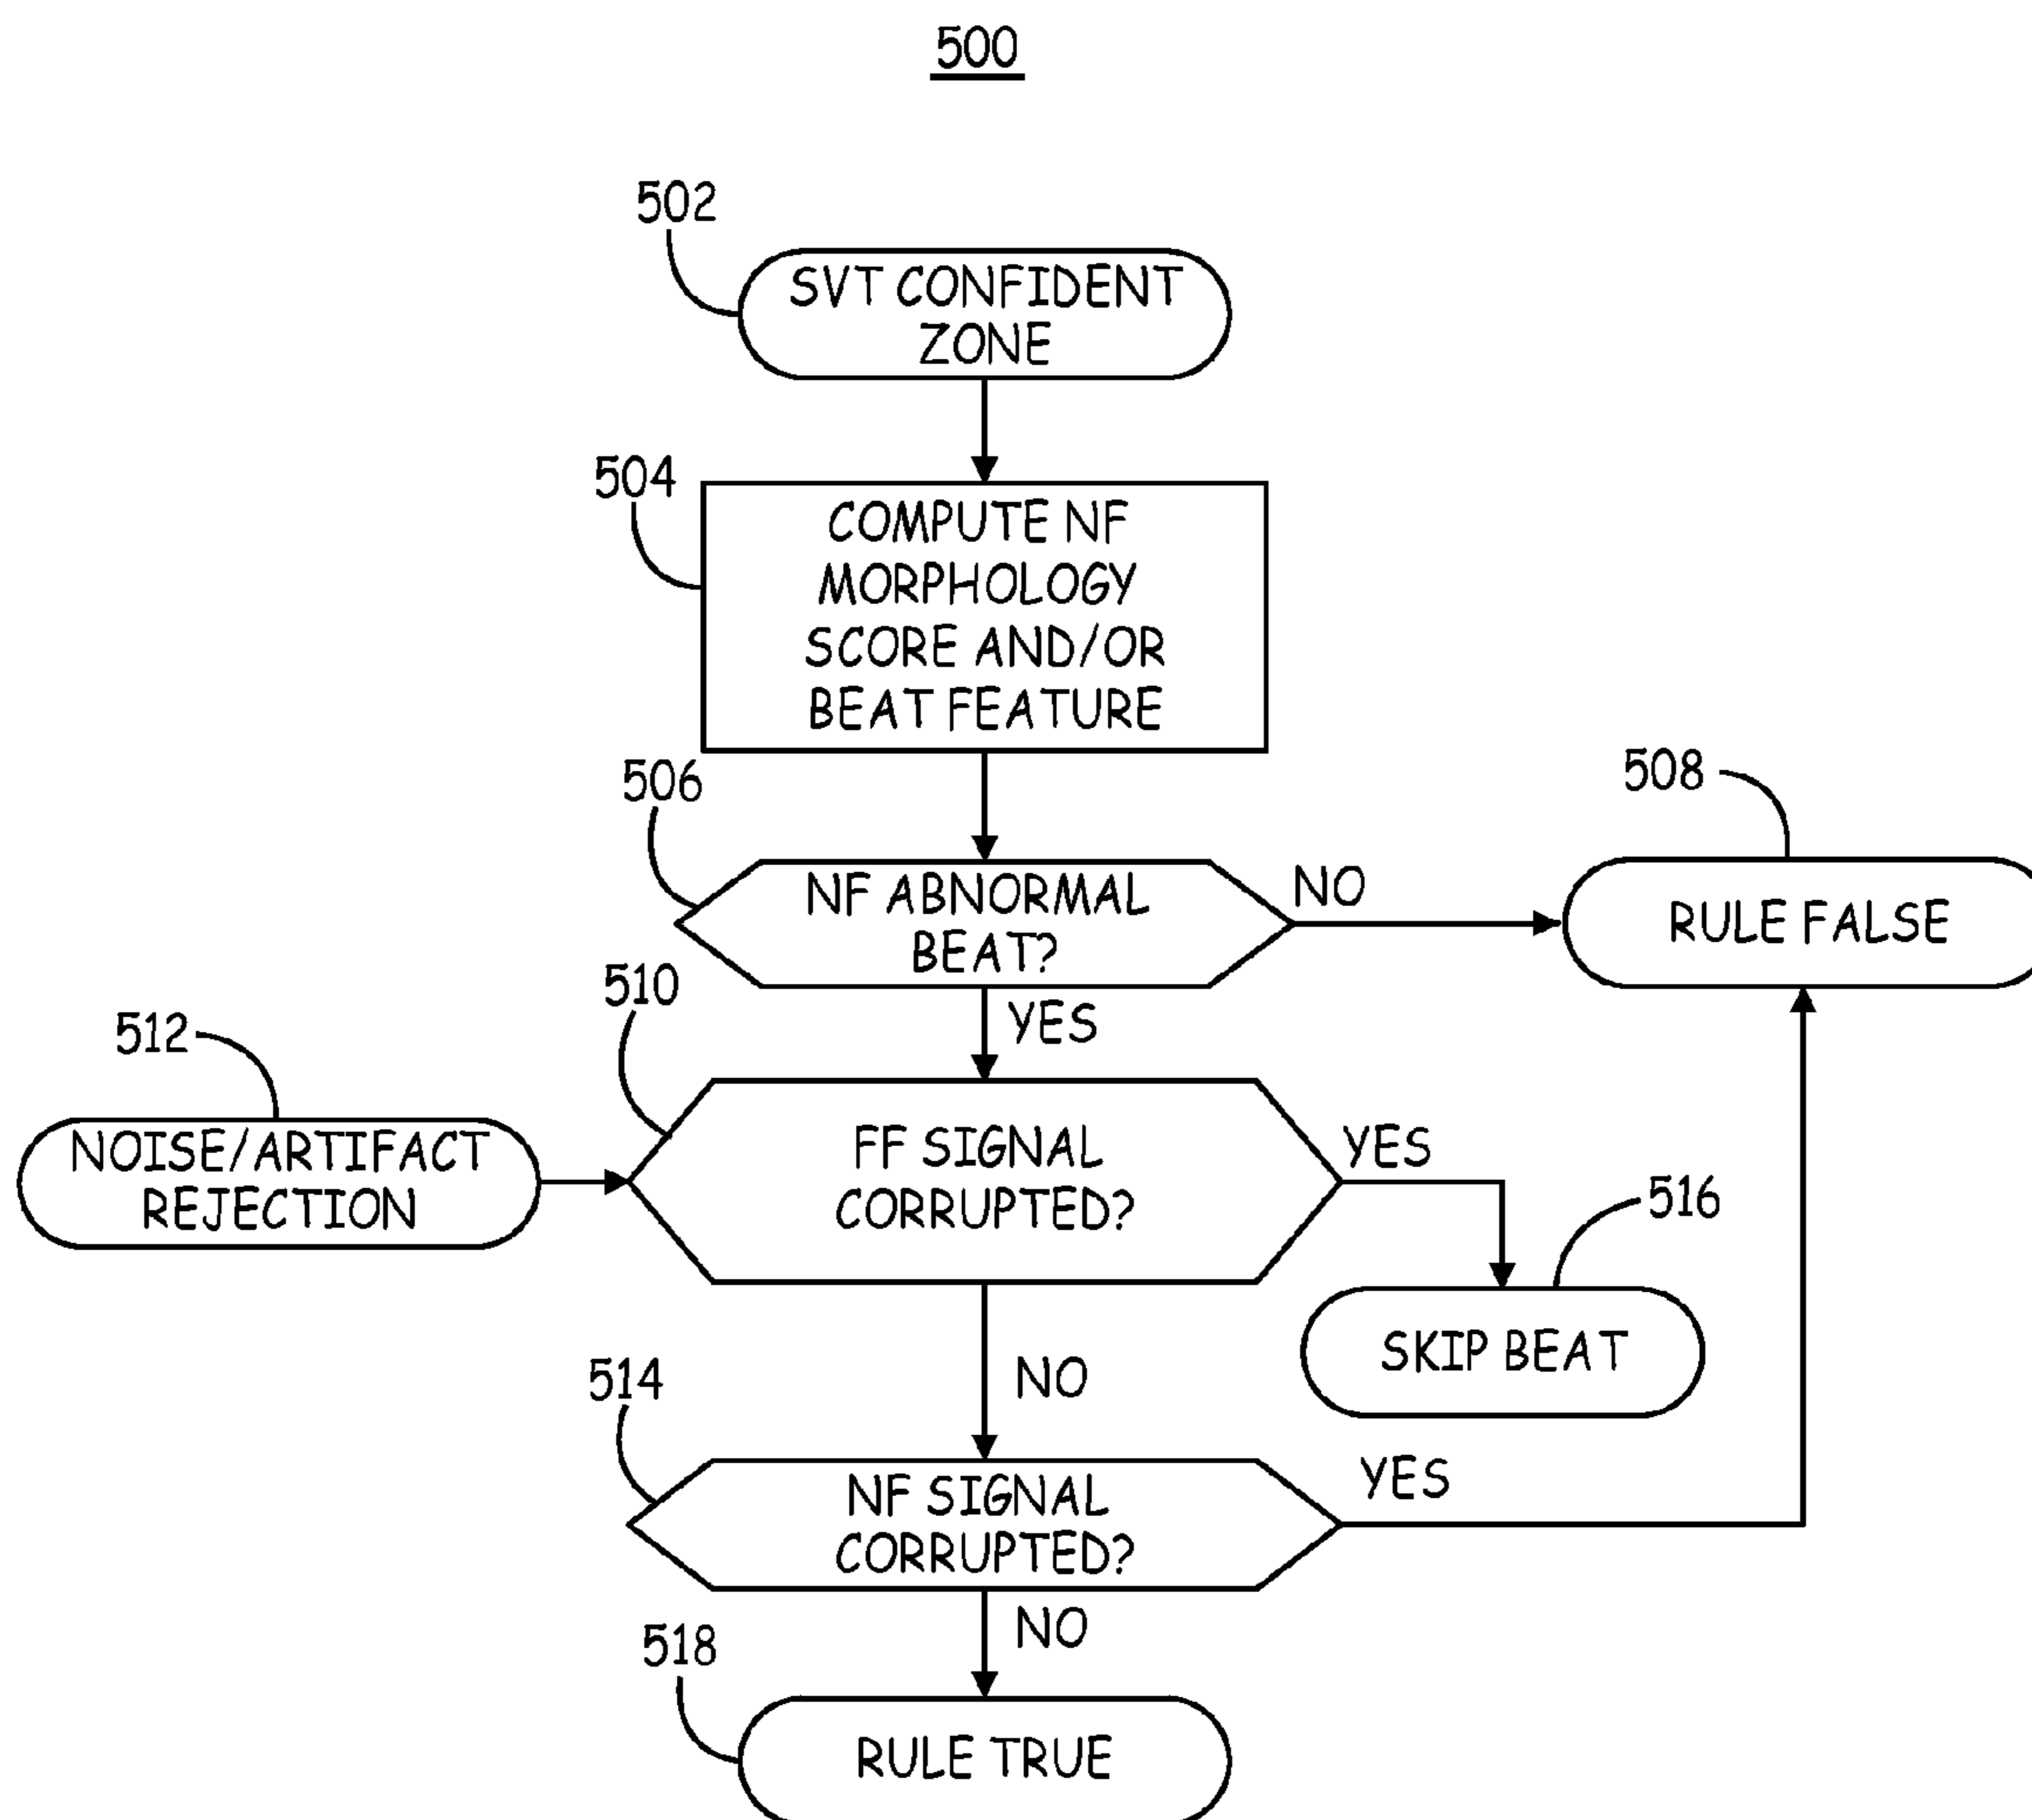 500
502
SVT CONFIDENT
ZONE
504
COMPUTE NF
MORPHOLOGY
SCORE AND/OR
BEAT FEATURE
506
NF ABNORMAL
BEAT?
NO
508
RULE FALSE
YES
510
512
NOISE/ARTIFACT
REJECTION
FF SIGNAL
CORRUPTED?
YES
516
SKIP BEAT
NO
514
NF SIGNAL
CORRUPTED?
YES
NO
518
RULE TRUE